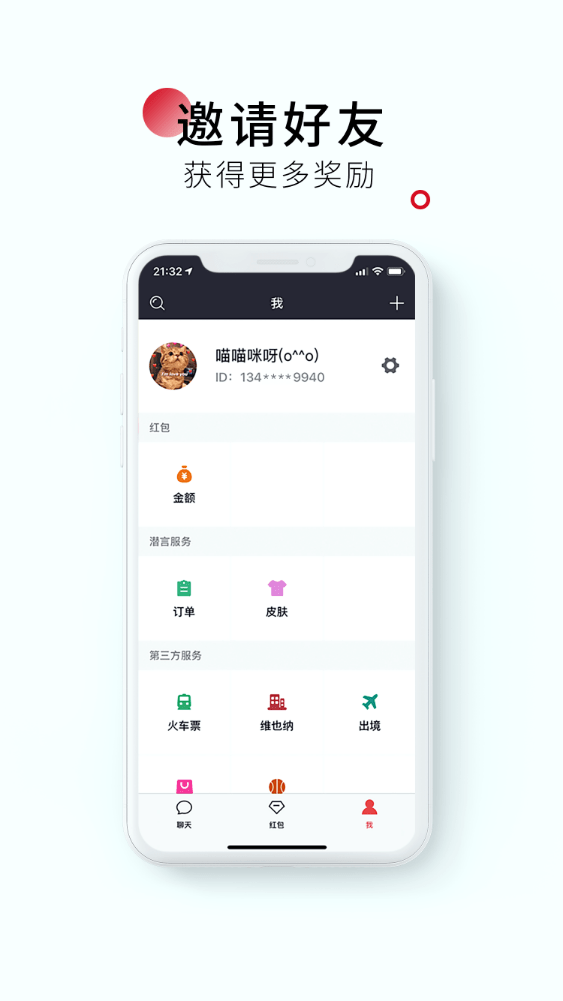 邀请好友
获得更多奖励
21:32
我
喵喵咪呀(o^^o)
ID：134****9940
红包
金额
潜言服务
订单
皮肤
第三方服务
火车票
维也纳
出境
聊天
红包
我